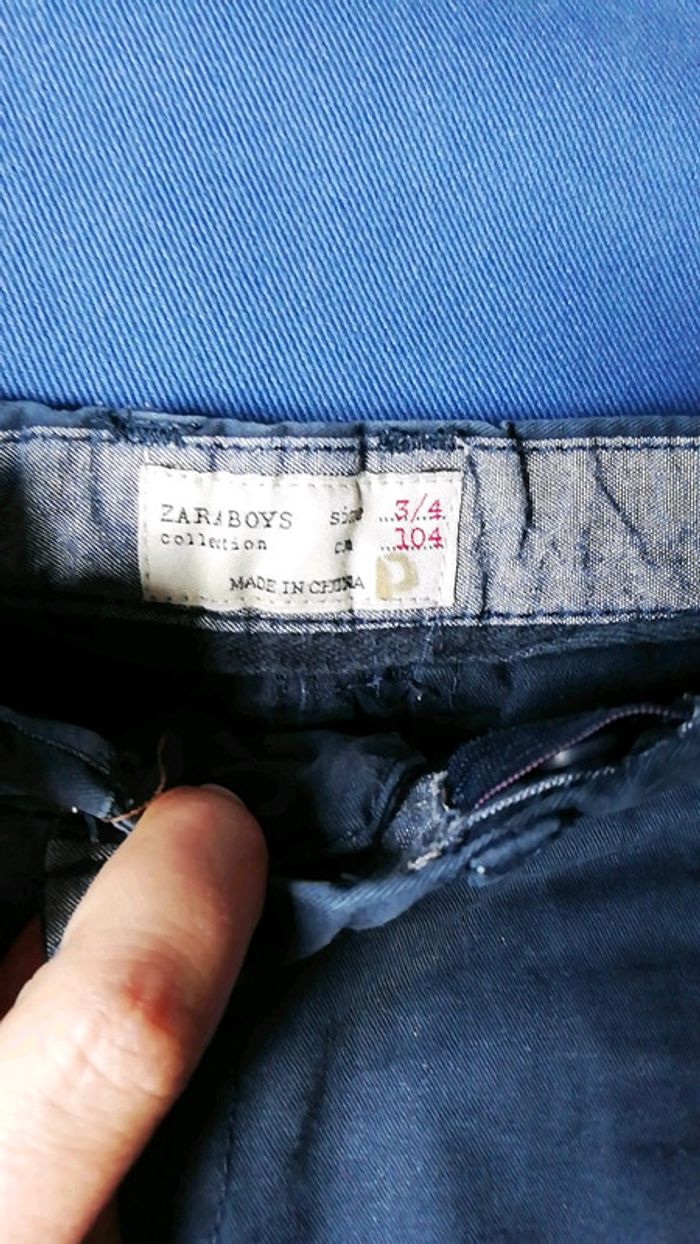 ZARABOYS size ...3/4
collection cm ...104
MADE IN CHINA P